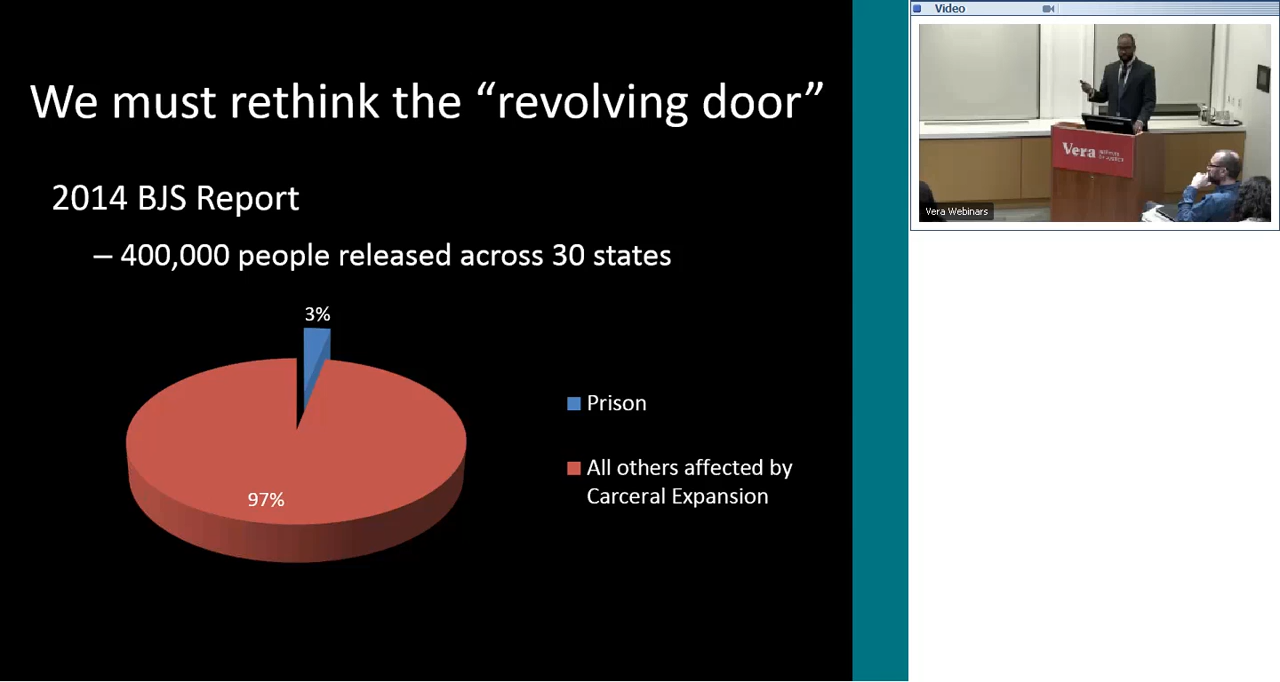 We must rethink the “revolving door”
2014 BJS Report
– 400,000 people released across 30 states
3%
97%
Prison
All others affected by
Carceral Expansion
Video
Vera
Vera Webinars